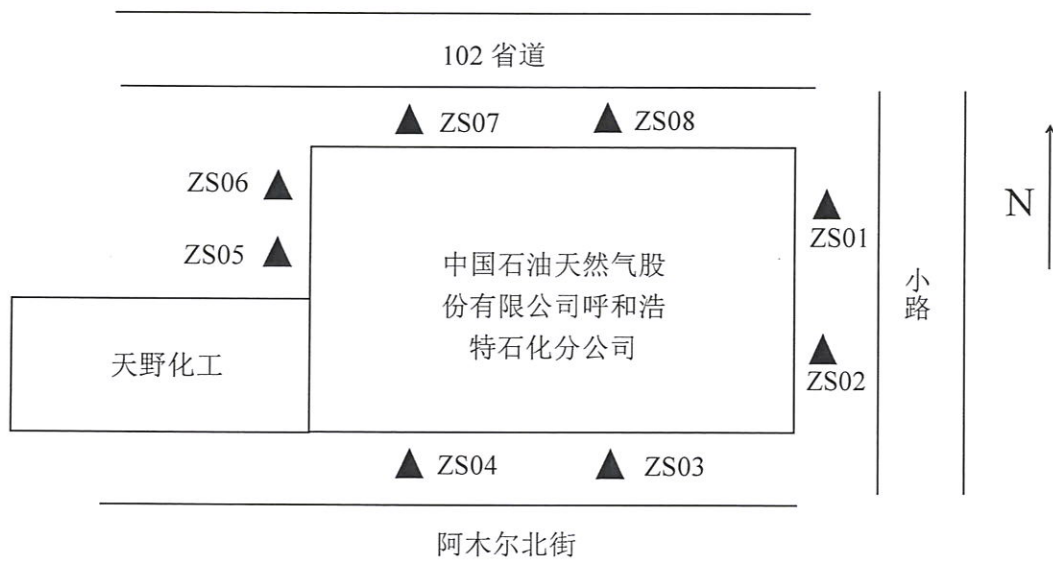 102 省道
ZS07
ZS08
ZS06
ZS01
N
ZS05
中国石油天然气股
份有限公司呼和浩
特石化分公司
小
路
天野化工
ZS02
ZS04
ZS03
阿木尔北街